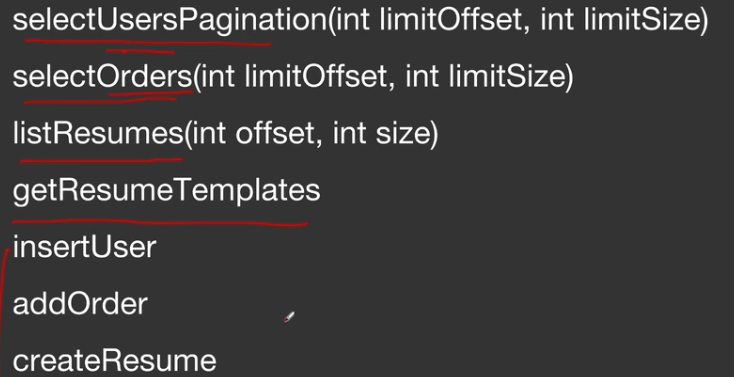 selectUsersPagination(int limitOffset, int limitSize)
selectOrders(int limitOffset, int limitSize)
listResumes(int offset, int size)
getResumeTemplates
insertUser
addOrder
createResume